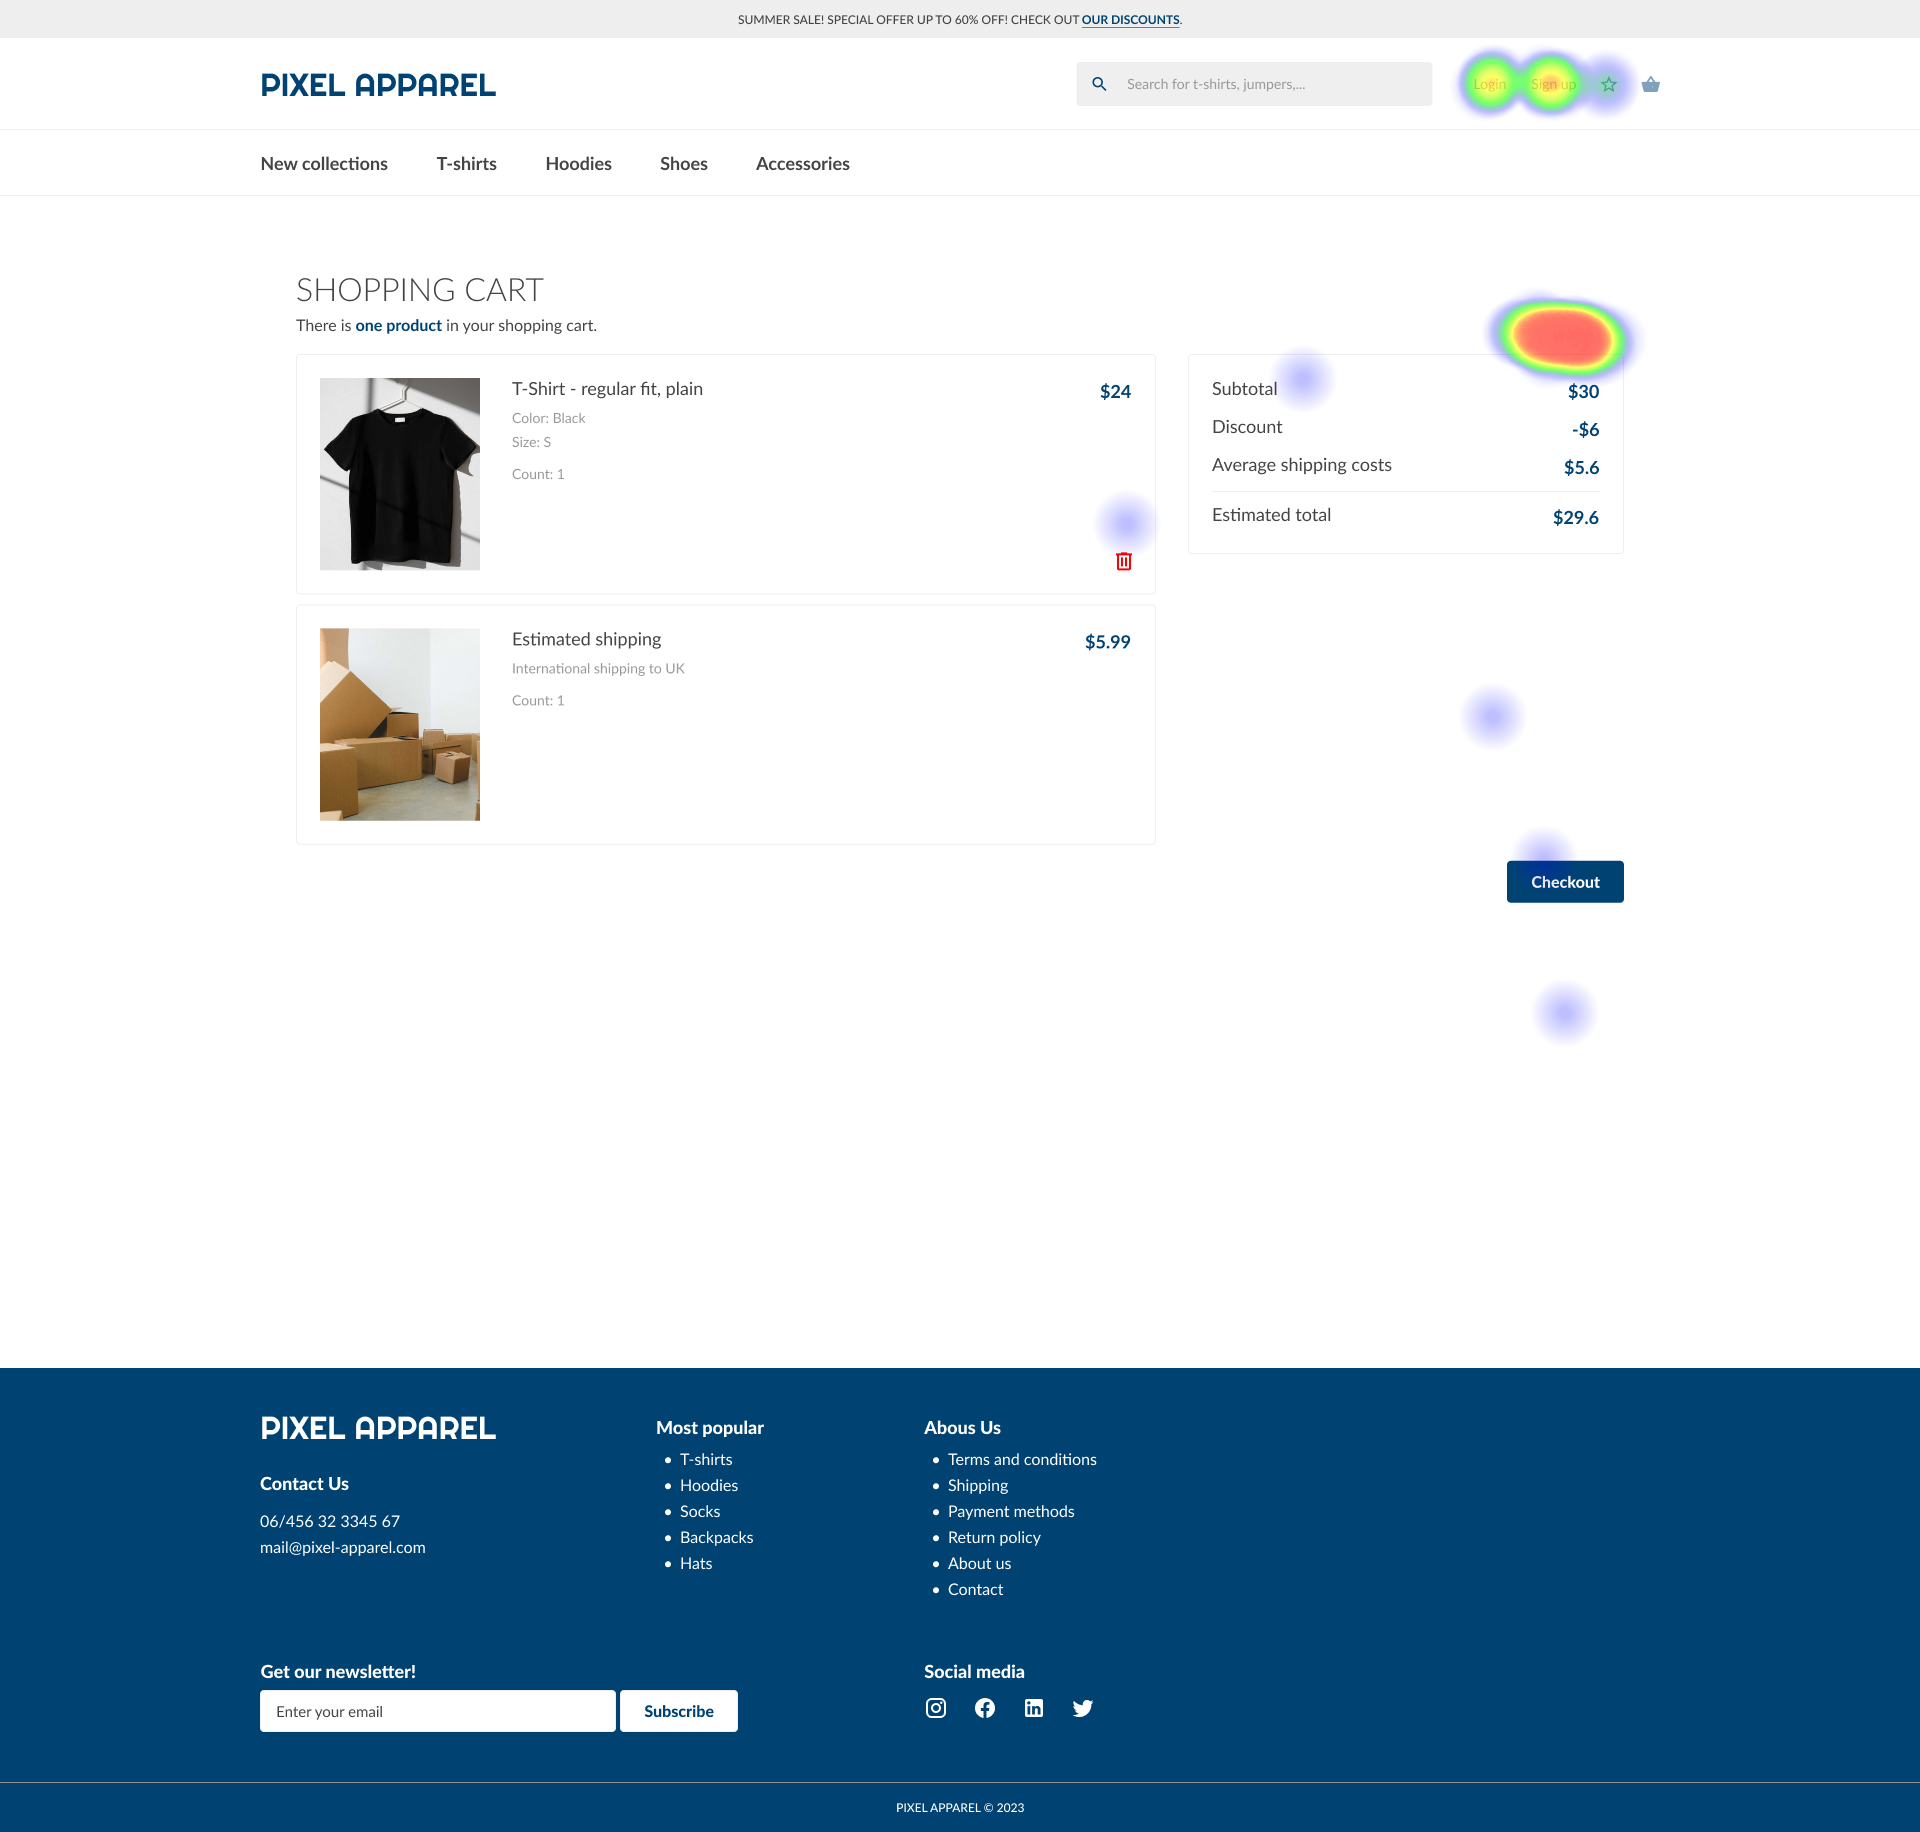 SUMMER SALE! SPECIAL OFFER UP TO 60% OFF! CHECK OUT OUR DISCOUNTS.
PIXEL APPAREL
Search for t-shirts, jumpers,...
Login
Sign up
New collections
T-shirts
Hoodies
Shoes
Accessories
SHOPPING CART
There is one product in your shopping cart.
T-Shirt - regular fit, plain
$24
Color: Black
Size: S
Count: 1
Subtotal
$30
Discount
-$6
Average shipping costs
$5.6
Estimated total
$29.6
Estimated shipping
$5.99
International shipping to UK
Count: 1
Checkout
PIXEL APPAREL
Contact Us
06/456 32 3345 67
mail@pixel-apparel.com
Most popular
T-shirts
Hoodies
Socks
Backpacks
Hats
Abous Us
Terms and conditions
Shipping
Payment methods
Return policy
About us
Contact
Get our newsletter!
Enter your email
Subscribe
Social media
PIXEL APPAREL © 2023